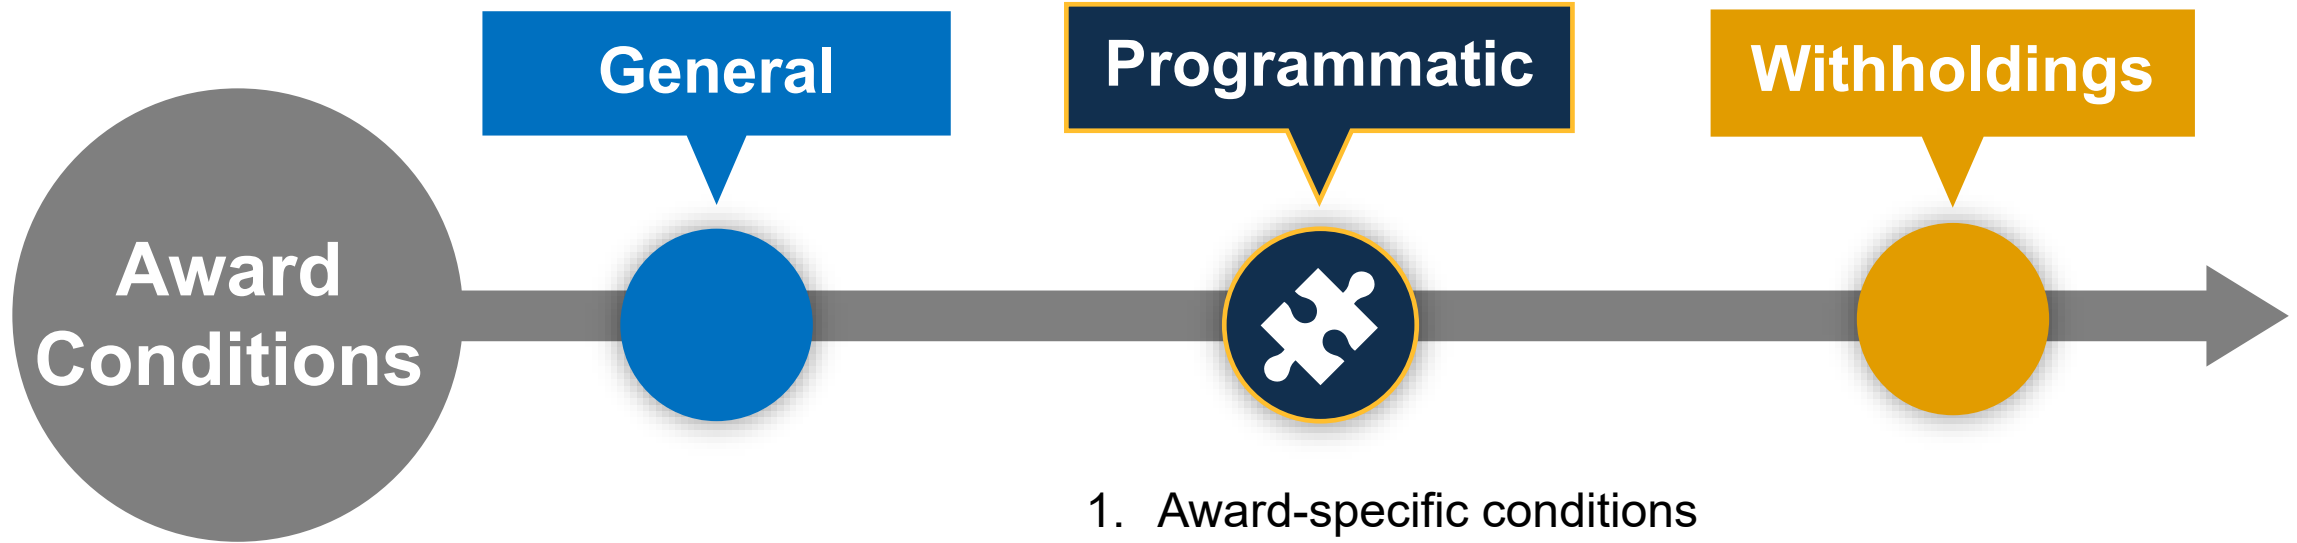 General
Programmatic
Withholdings
Award
Conditions
1. Award-specific conditions